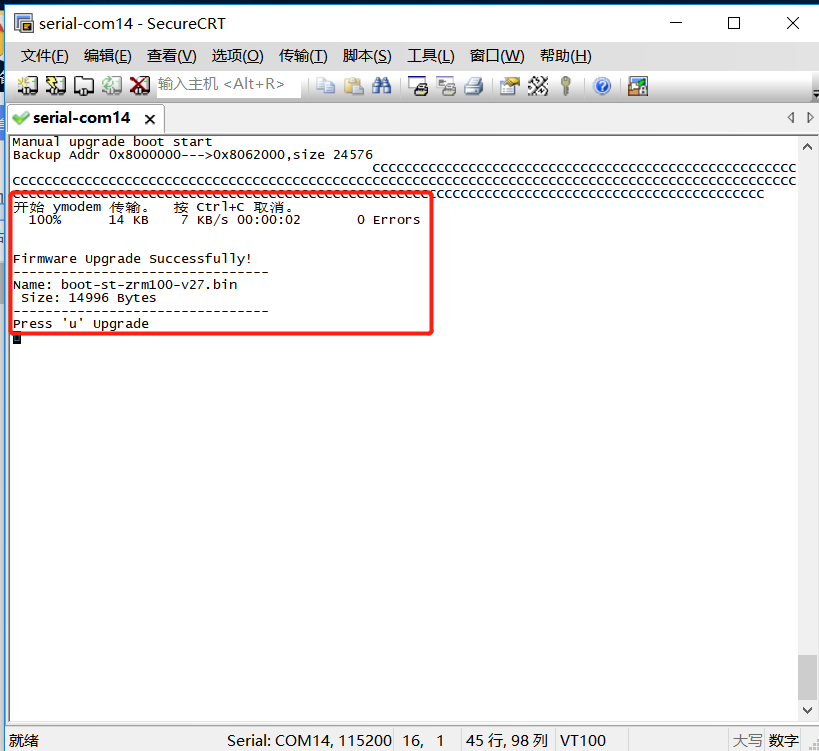 serial-com14 - SecureCRT
文件(F) 编辑(E) 查看(V) 选项(O) 传输(T) 脚本(S) 工具(L) 窗口(W) 帮助(H)
输入主机 <Alt+R>
serial-com14
Manual upgrade boot start
Backup Addr 0x8000000--->0x8062000,size 24576
开始 ymodem 传输。 按 Ctrl+C 取消。
100% 14 KB 7 KB/s 00:00:02 0 Errors
Firmware Upgrade Successfully!
--------------------------------
Name: boot-st-zrm100-v27.bin
Size: 14996 Bytes
--------------------------------
Press 'u' Upgrade
就绪 Serial: COM14, 115200 16, 1 45 行, 98 列 VT100 大写 数字